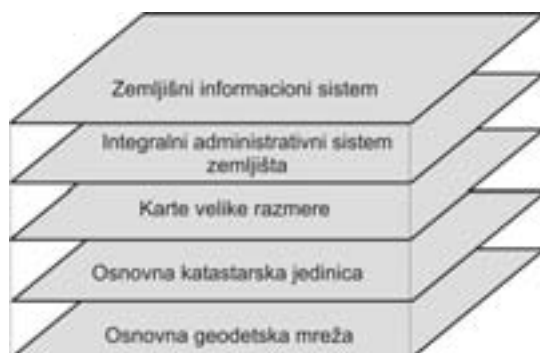 Zemljišni informacioni sistem
Integralni administrativni sistem
zemljišta
Karte velike razmere
Osnovna katastarska jedinica
Osnovna geodetska mreža